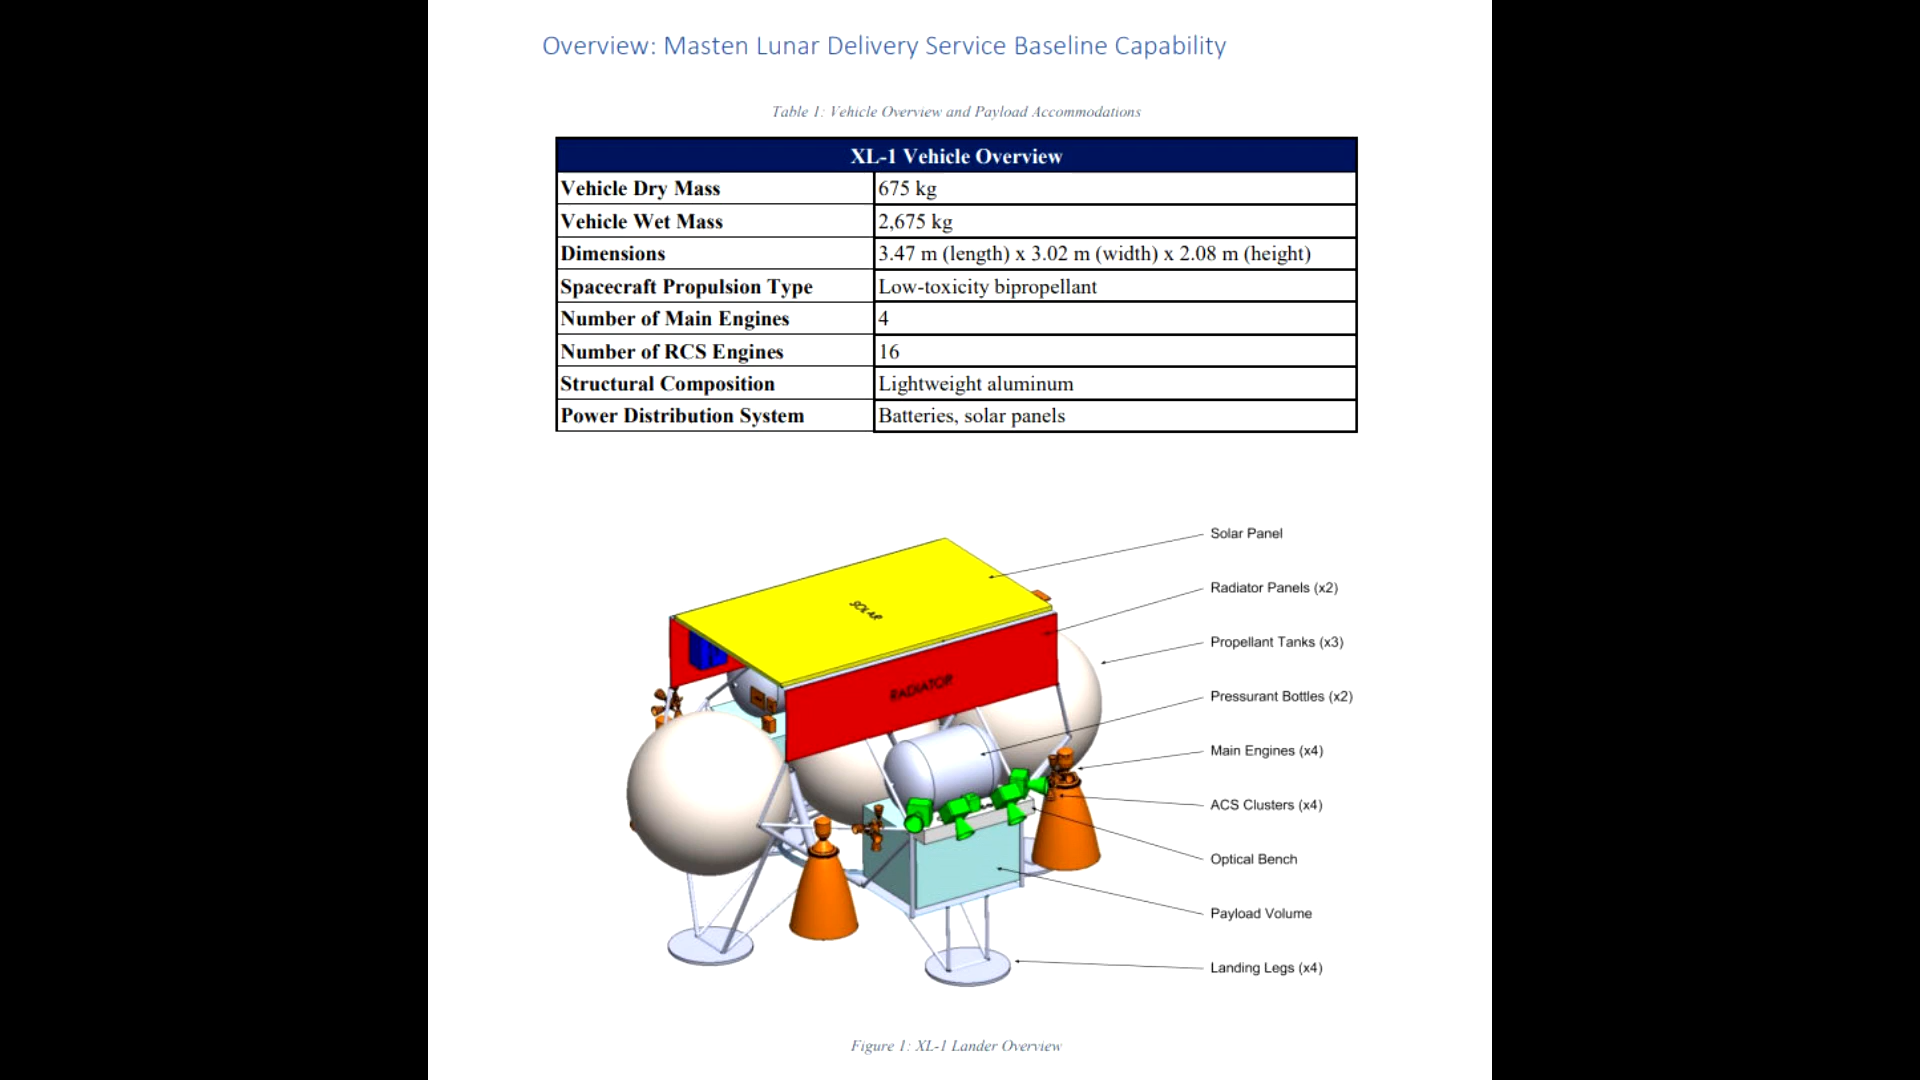 Overview: Masten Lunar Delivery Service Baseline Capability
Table 1: Vehicle Overview and Payload Accommodations
XL-1 Vehicle Overview
Vehicle Dry Mass 675 kg
Vehicle Wet Mass 2,675 kg
Dimensions 3.47 m (length) x 3.02 m (width) x 2.08 m (height)
Spacecraft Propulsion Type Low-toxicity bipropellant
Number of Main Engines 4
Number of RCS Engines 16
Structural Composition Lightweight aluminum
Power Distribution System Batteries, solar panels
Solar Panel
Radiator Panels (x2)
SOLAR
Propellant Tanks (x3)
RADIATOR
Pressurant Bottles (x2)
Main Engines (x4)
ACS Clusters (x4)
Optical Bench
Payload Volume
Landing Legs (x4)
Figure 1: XL-1 Lander Overview